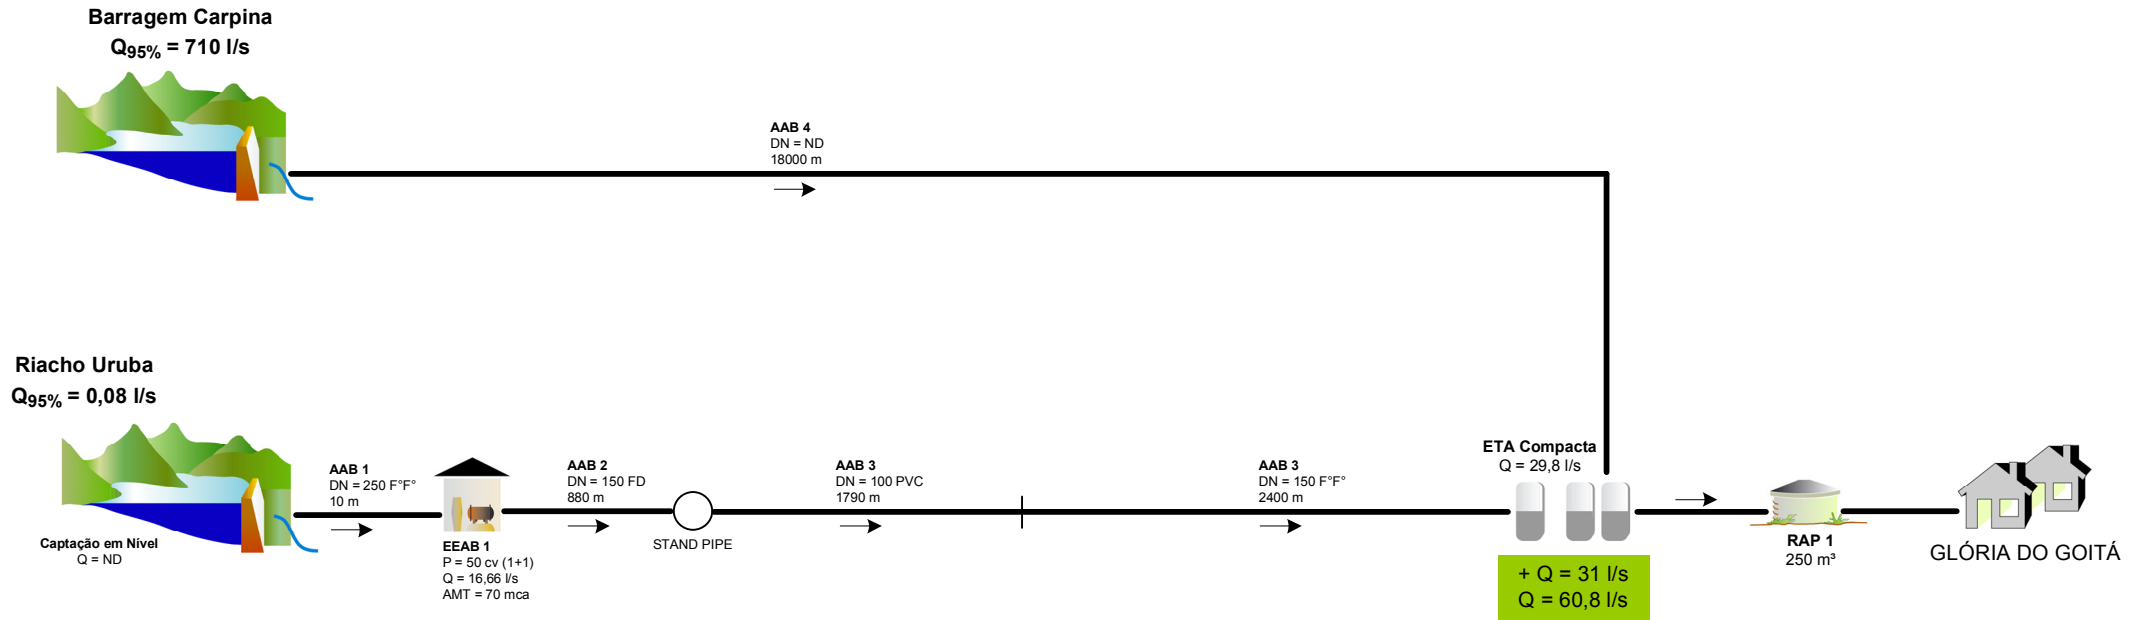 Barragem Carpina
Q95% = 710 l/s
AAB 4
DN = ND
18000 m
Riacho Uruba
Q95% = 0,08 l/s
Captação em Nível
Q = ND
AAB 1
DN = 250 F°F°
10 m
EEAB 1
P = 50 cv (1+1)
Q = 16,66 l/s
AMT = 70 mca
AAB 2
DN = 150 FD
880 m
STAND PIPE
AAB 3
DN = 100 PVC
1790 m
AAB 3
DN = 150 F°F°
2400 m
ETA Compacta
Q = 29,8 l/s
+ Q = 31 l/s
Q = 60,8 l/s
RAP 1
250 m³
GLÓRIA DO GOITÁ